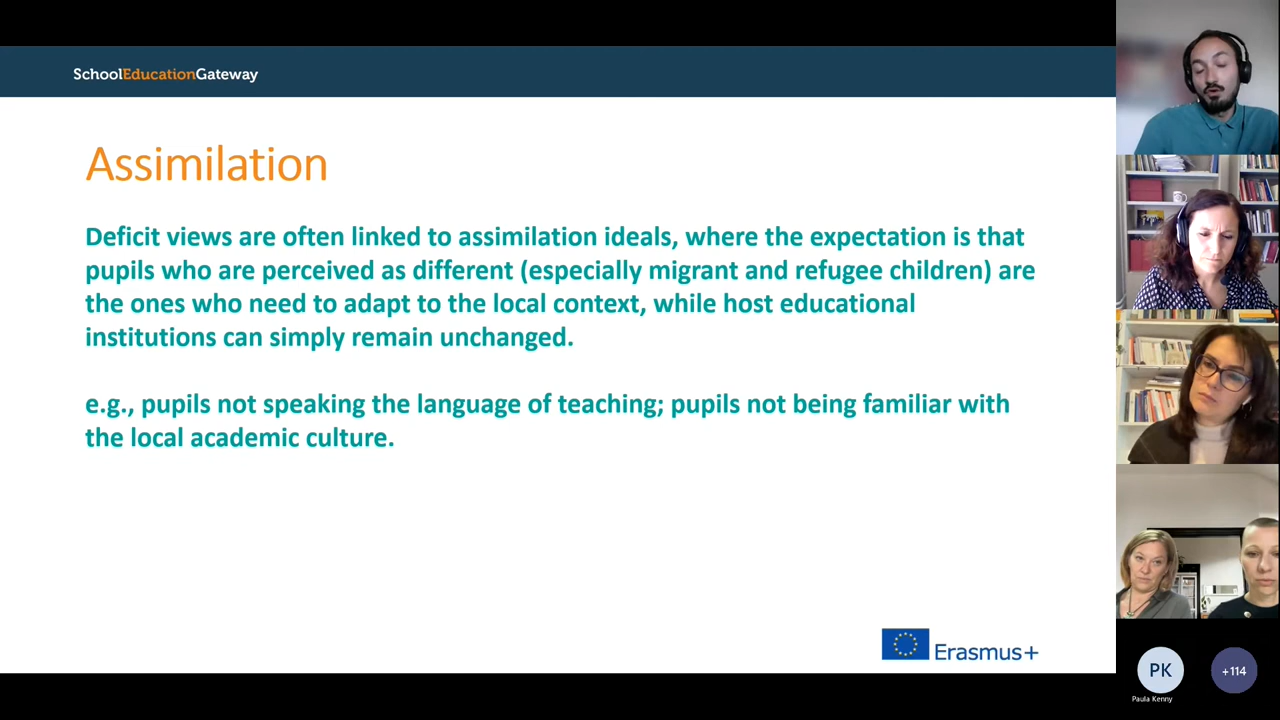 SchoolEducationGateway
Assimilation
Deficit views are often linked to assimilation ideals, where the expectation is that
pupils who are perceived as different (especially migrant and refugee children) are
the ones who need to adapt to the local context, while host educational
institutions can simply remain unchanged.
e.g., pupils not speaking the language of teaching; pupils not being familiar with
the local academic culture.
Erasmus+
PK
+114
Paula Kenny